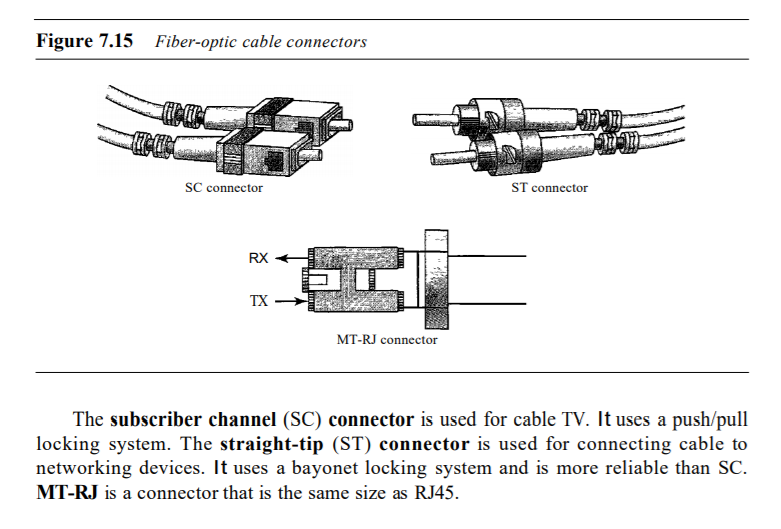 Figure 7.15 Fiber-optic cable connectors
SC connector
ST connector
RX
TX
MT-RJ connector
The subscriber channel (SC) connector is used for cable TV. It uses a push/pull
locking system. The straight-tip (ST) connector is used for connecting cable to
networking devices. It uses a bayonet locking system and is more reliable than SC.
MT-RJ is a connector that is the same size as RJ45.